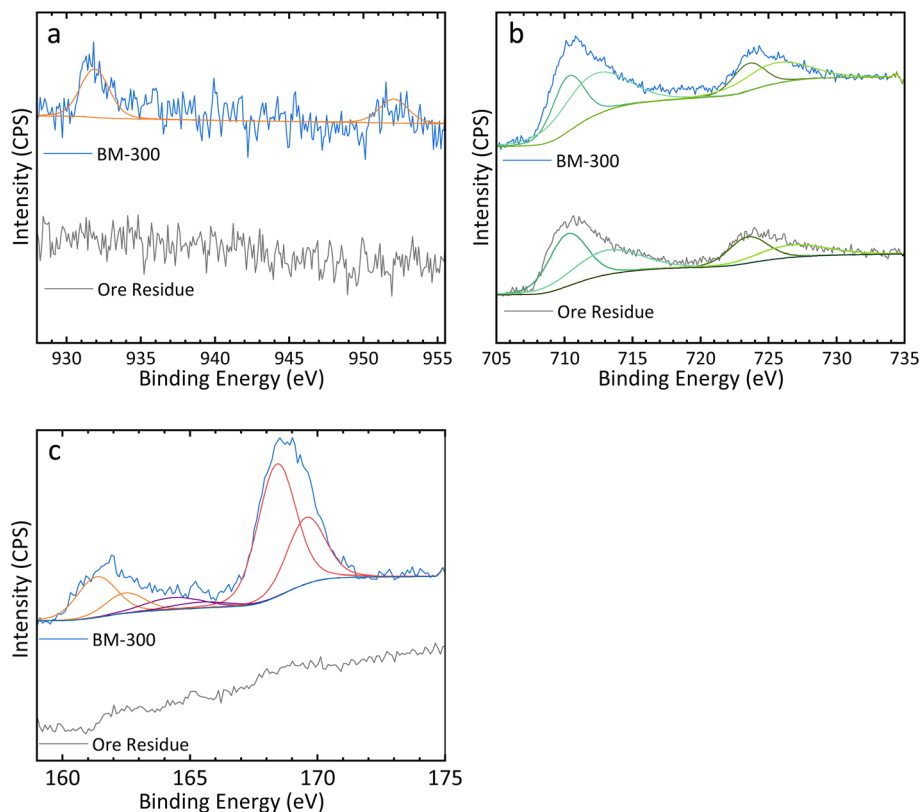 a
Intensity (CPS)
BM-300
Ore Residue
930 935 940 945 950 955
Binding Energy (eV)
b
Intensity (CPS)
BM-300
Ore Residue
705 710 715 720 725 730 735
Binding Energy (eV)
c
Intensity (CPS)
BM-300
Ore Residue
160 165 170 175
Binding Energy (eV)